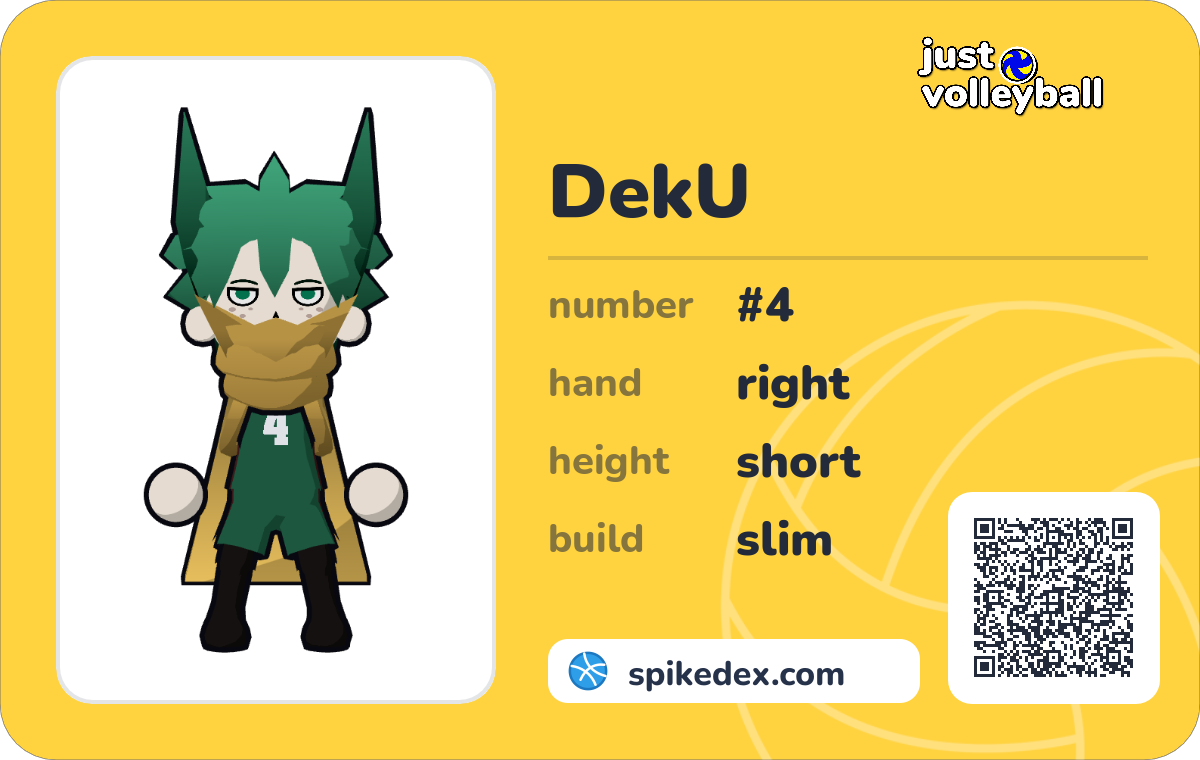 just
volleyball
DekU
number #4
hand right
height short
build slim
4
spikedex.com